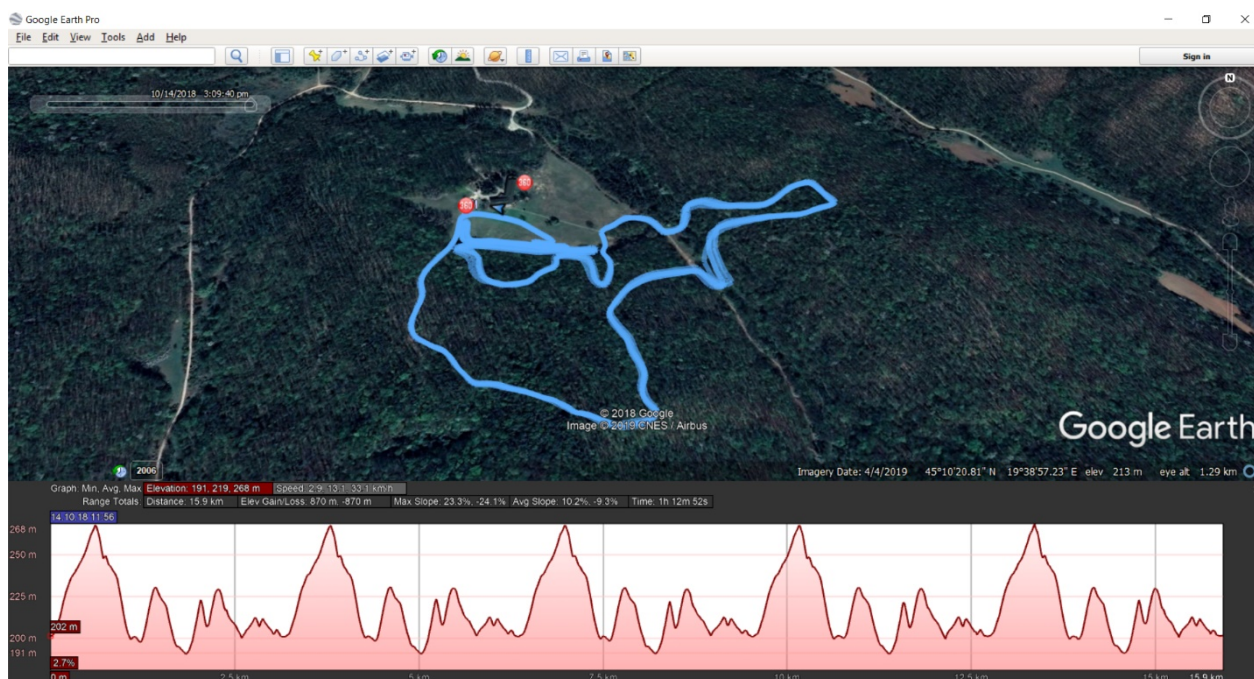 Google Earth Pro
File Edit View Tools Add Help
Sign in
10/14/2018 3:09:40 pm
N
360
360
© 2018 Google
Image © 2019 CNES / Airbus
Google Earth
2006
Imagery Date: 4/4/2019 45°10'20.81" N 19°38'57.23" E elev 213 m eye alt 1.29 km
Graph: Min, Avg, Max Elevation: 191, 219, 268 m Speed: 2.9 13.1 33.1 km/h
Range Totals: Distance: 15.9 km Elev Gain/Loss: 870 m, -870 m Max Slope: 23.3%, -24.1% Avg Slope: 10.2%, -9.3% Time: 1h 12m 52s
14 10 18 11 56
268 m
250 m
225 m
202 m
200 m
191 m
2.7%
0 m 2.5 km 5 km 7.5 km 10 km 12.5 km 15 km 15.9 km